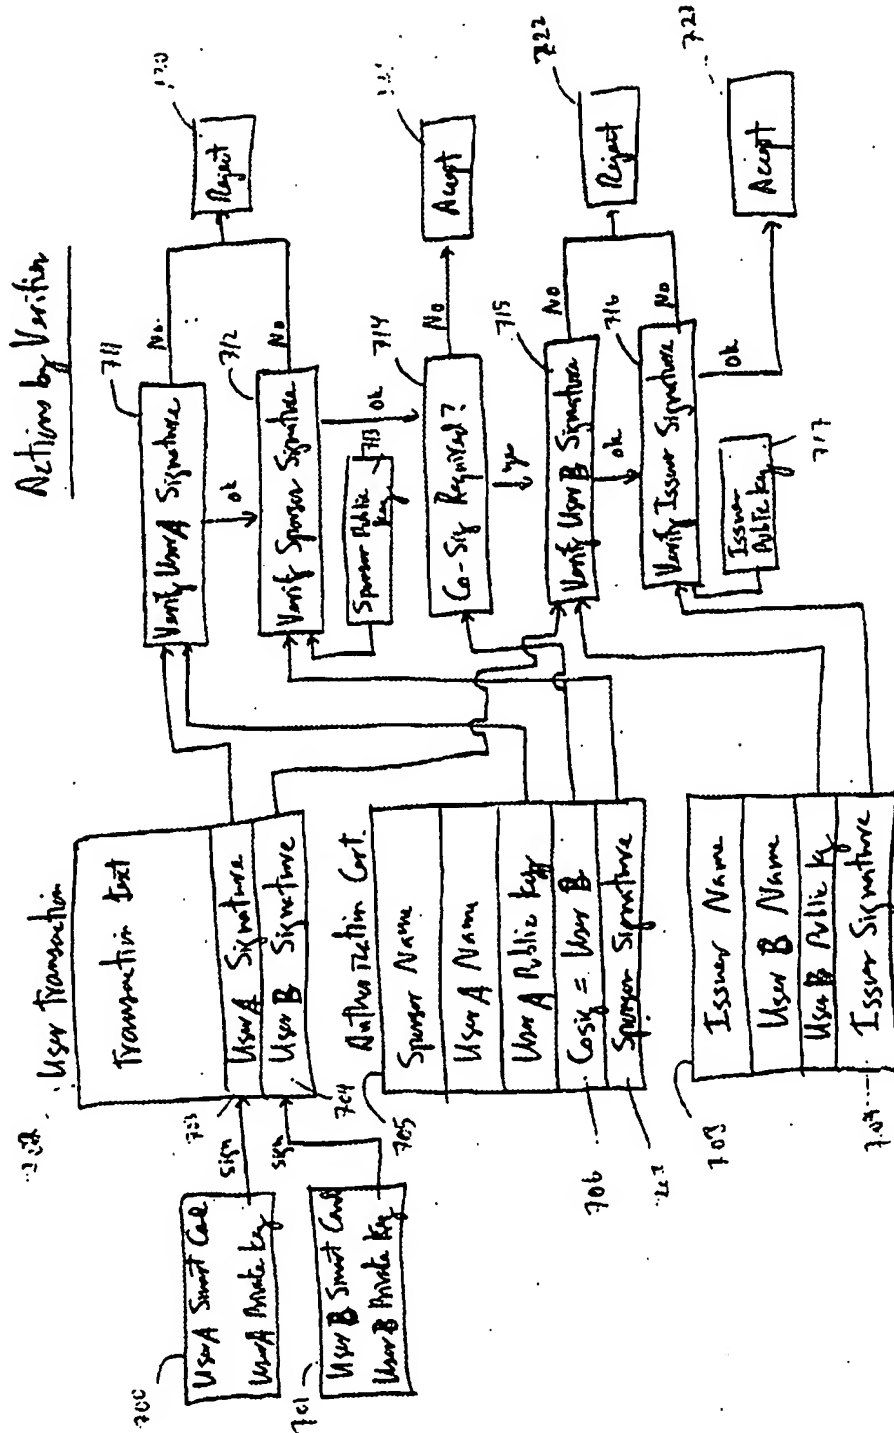 Actions by Verifier
700
User A Smart Card
User A Private key
701
User B Smart Card
User B Private Key
sign
sign
User Transaction
Transaction text
703
User A Signature
704
User B Signature
Authorization Cert.
705
Sponsor Name
User A Name
User A Public key
706
Cosig = User B
Sponsor Signature
708
Issuer Name
User B Name
User B Public key
Issuer Signature
711
Verify User A Signature
No.
ok
712
Verify Sponsor Signature
No
ok
713
Sponsor Public
key
Reject
714
Co-Sig Required?
No
yes
Accept
715
Verify User B Signature
No
ok
716
Verify Issuer Signature
No
ok
717
Issuer
Public key
722
Reject
723
Accept